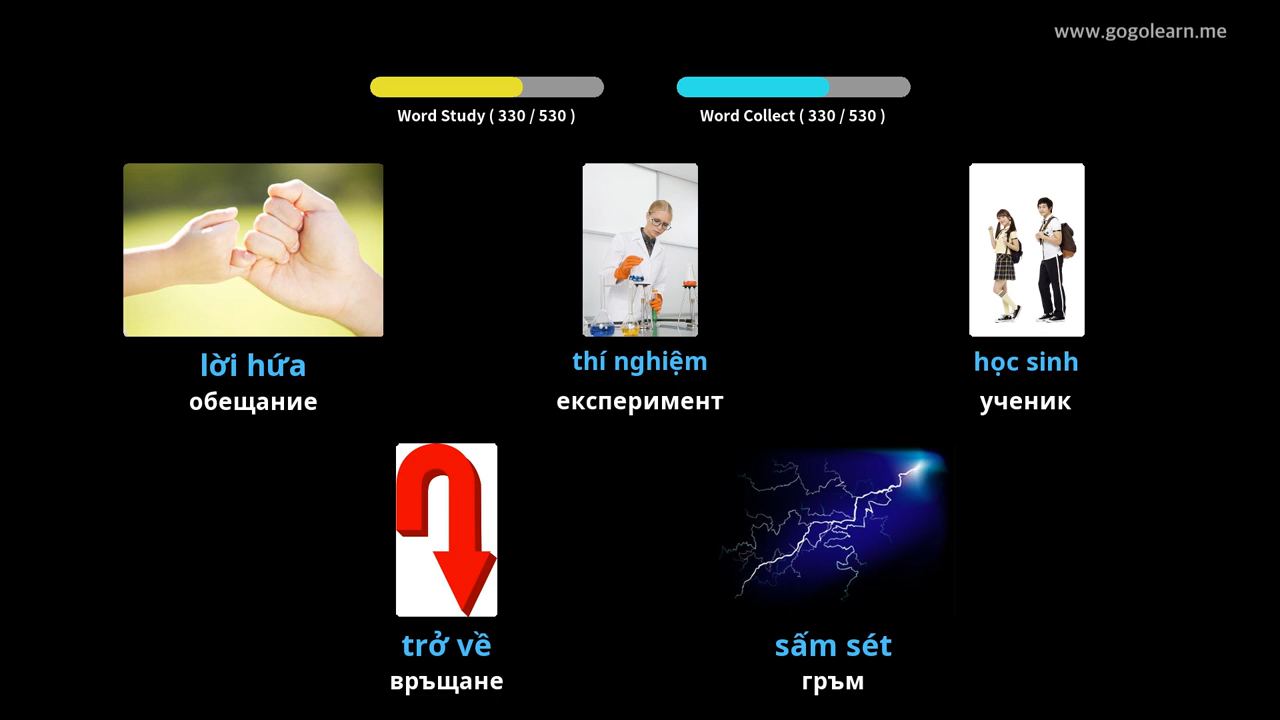 www.gogolearn.me
Word Study ( 330 / 530 )
Word Collect ( 330 / 530 )
lời hứa
обещание
thí nghiệm
експеримент
học sinh
ученик
trở về
връщане
sấm sét
гръм